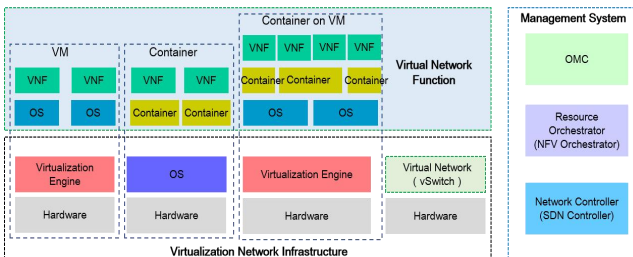 Container on VM
Management System
VM
Container
VNF VNF VNF VNF
OMC
VNF VNF VNF VNF
Container Container Container
Virtual Network
Function
OS OS Container Container OS OS
Resource
Orchestrator
(NFV Orchestrator)
Virtualization
Engine
OS
Virtualization Engine
Virtual Network
( vSwitch )
Hardware Hardware Hardware Hardware
Network Controller
(SDN Controller)
Virtualization Network Infrastructure